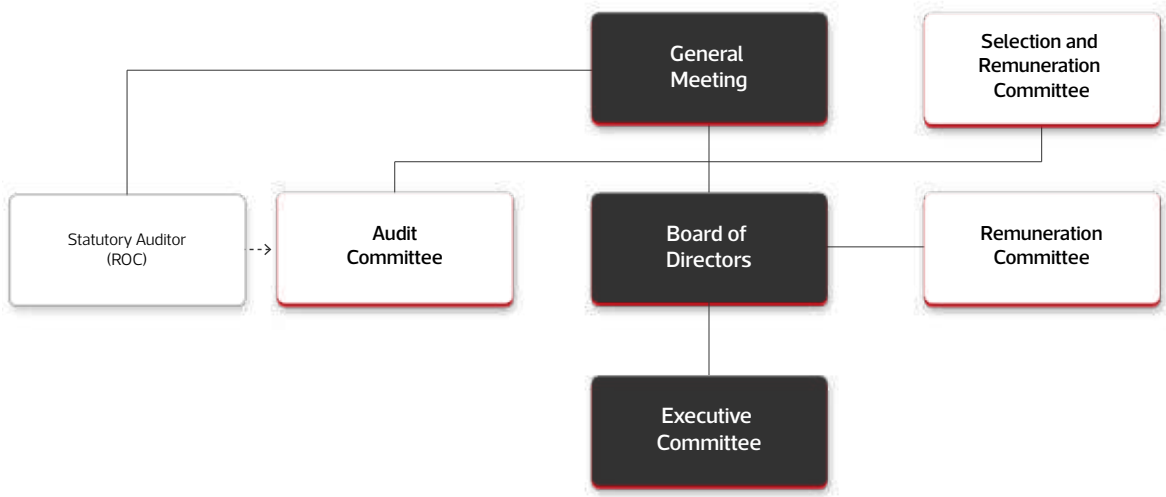 General
Meeting
Selection and
Remuneration
Committee
Statutory Auditor
(ROC)
Audit
Committee
Board of
Directors
Remuneration
Committee
Executive
Committee